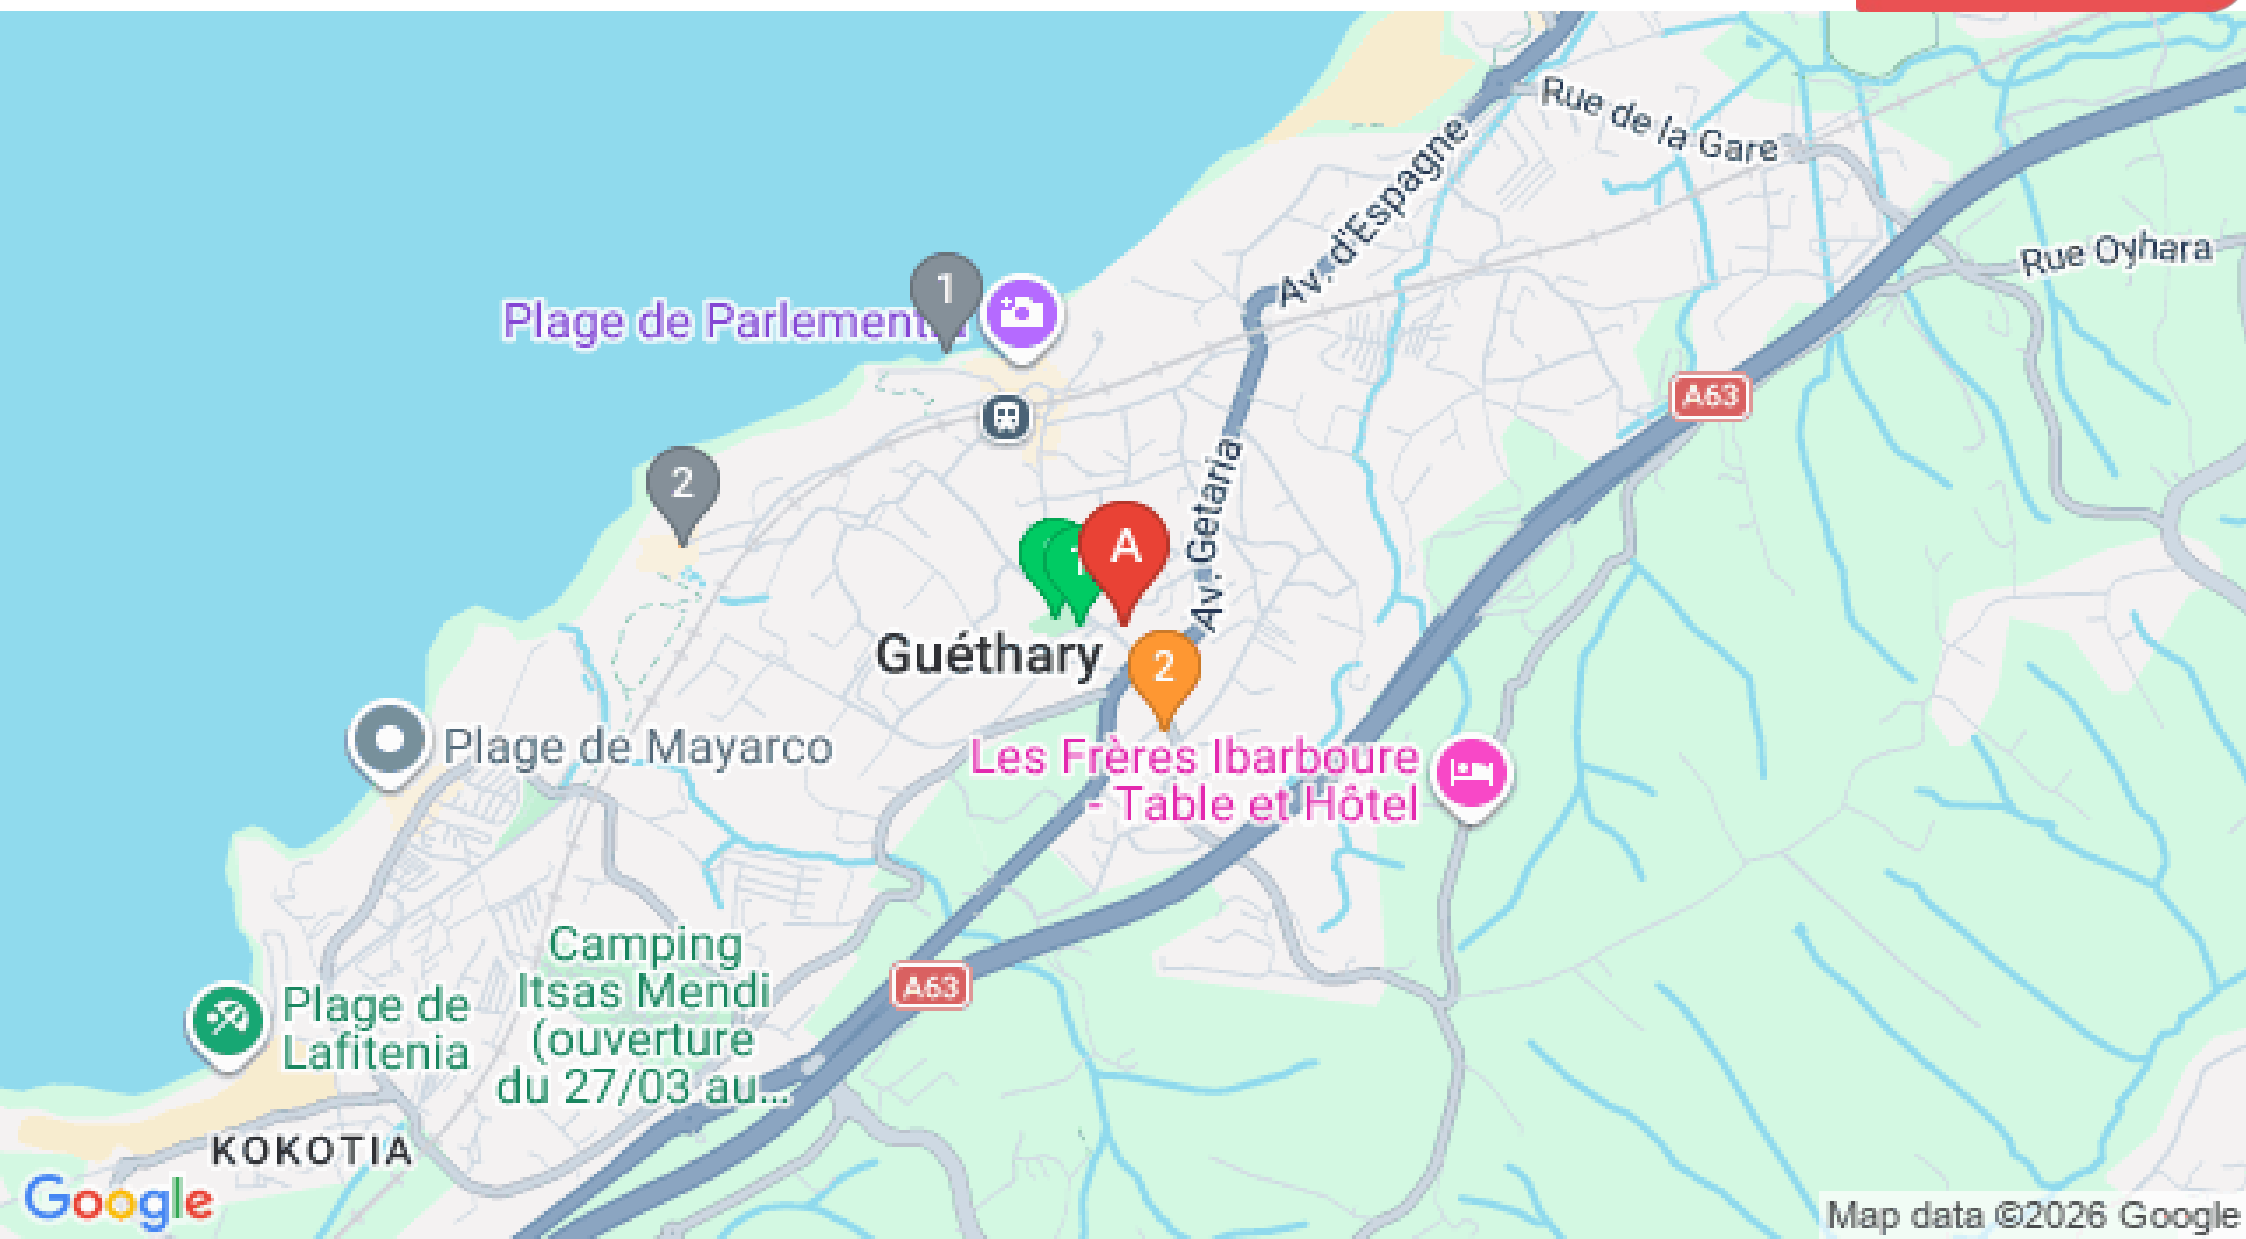 Rue de la Gare
Av. d'Espagne
Rue Oyhara
1
Plage de
A63
Av. Getaria
2
A
Guéthary
2
Plage de Mayarco
Les Frères Ibarboure
- Table et Hôtel
Camping
Itsas Mendi
(ouverture
du 27/03 au...
A63
Plage de
Lafitenia
KOKOTIA
Google
Map data ©2026 Google